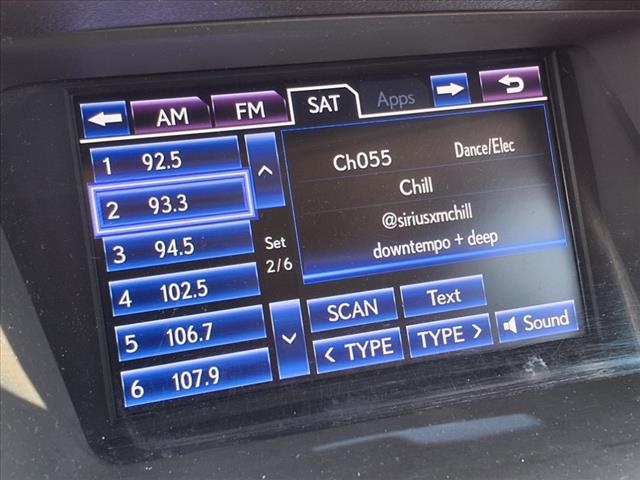 AM FM SAT Apps
1 92.5
2 93.3
3 94.5
4 102.5
5 106.7
6 107.9
Set
2/6
Ch055 Dance/Elec
Chill
@siriusxmchill
downtempo + deep
SCAN Text
< TYPE TYPE > Sound